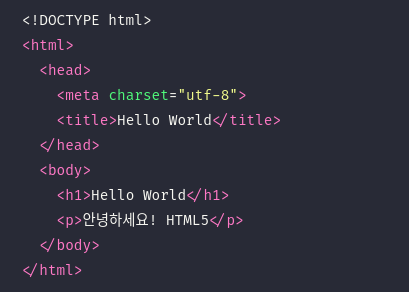 <!DOCTYPE html>
<html>
  <head>
    <meta charset="utf-8">
    <title>Hello World</title>
  </head>
  <body>
    <h1>Hello World</h1>
    <p>안녕하세요! HTML5</p>
  </body>
</html>